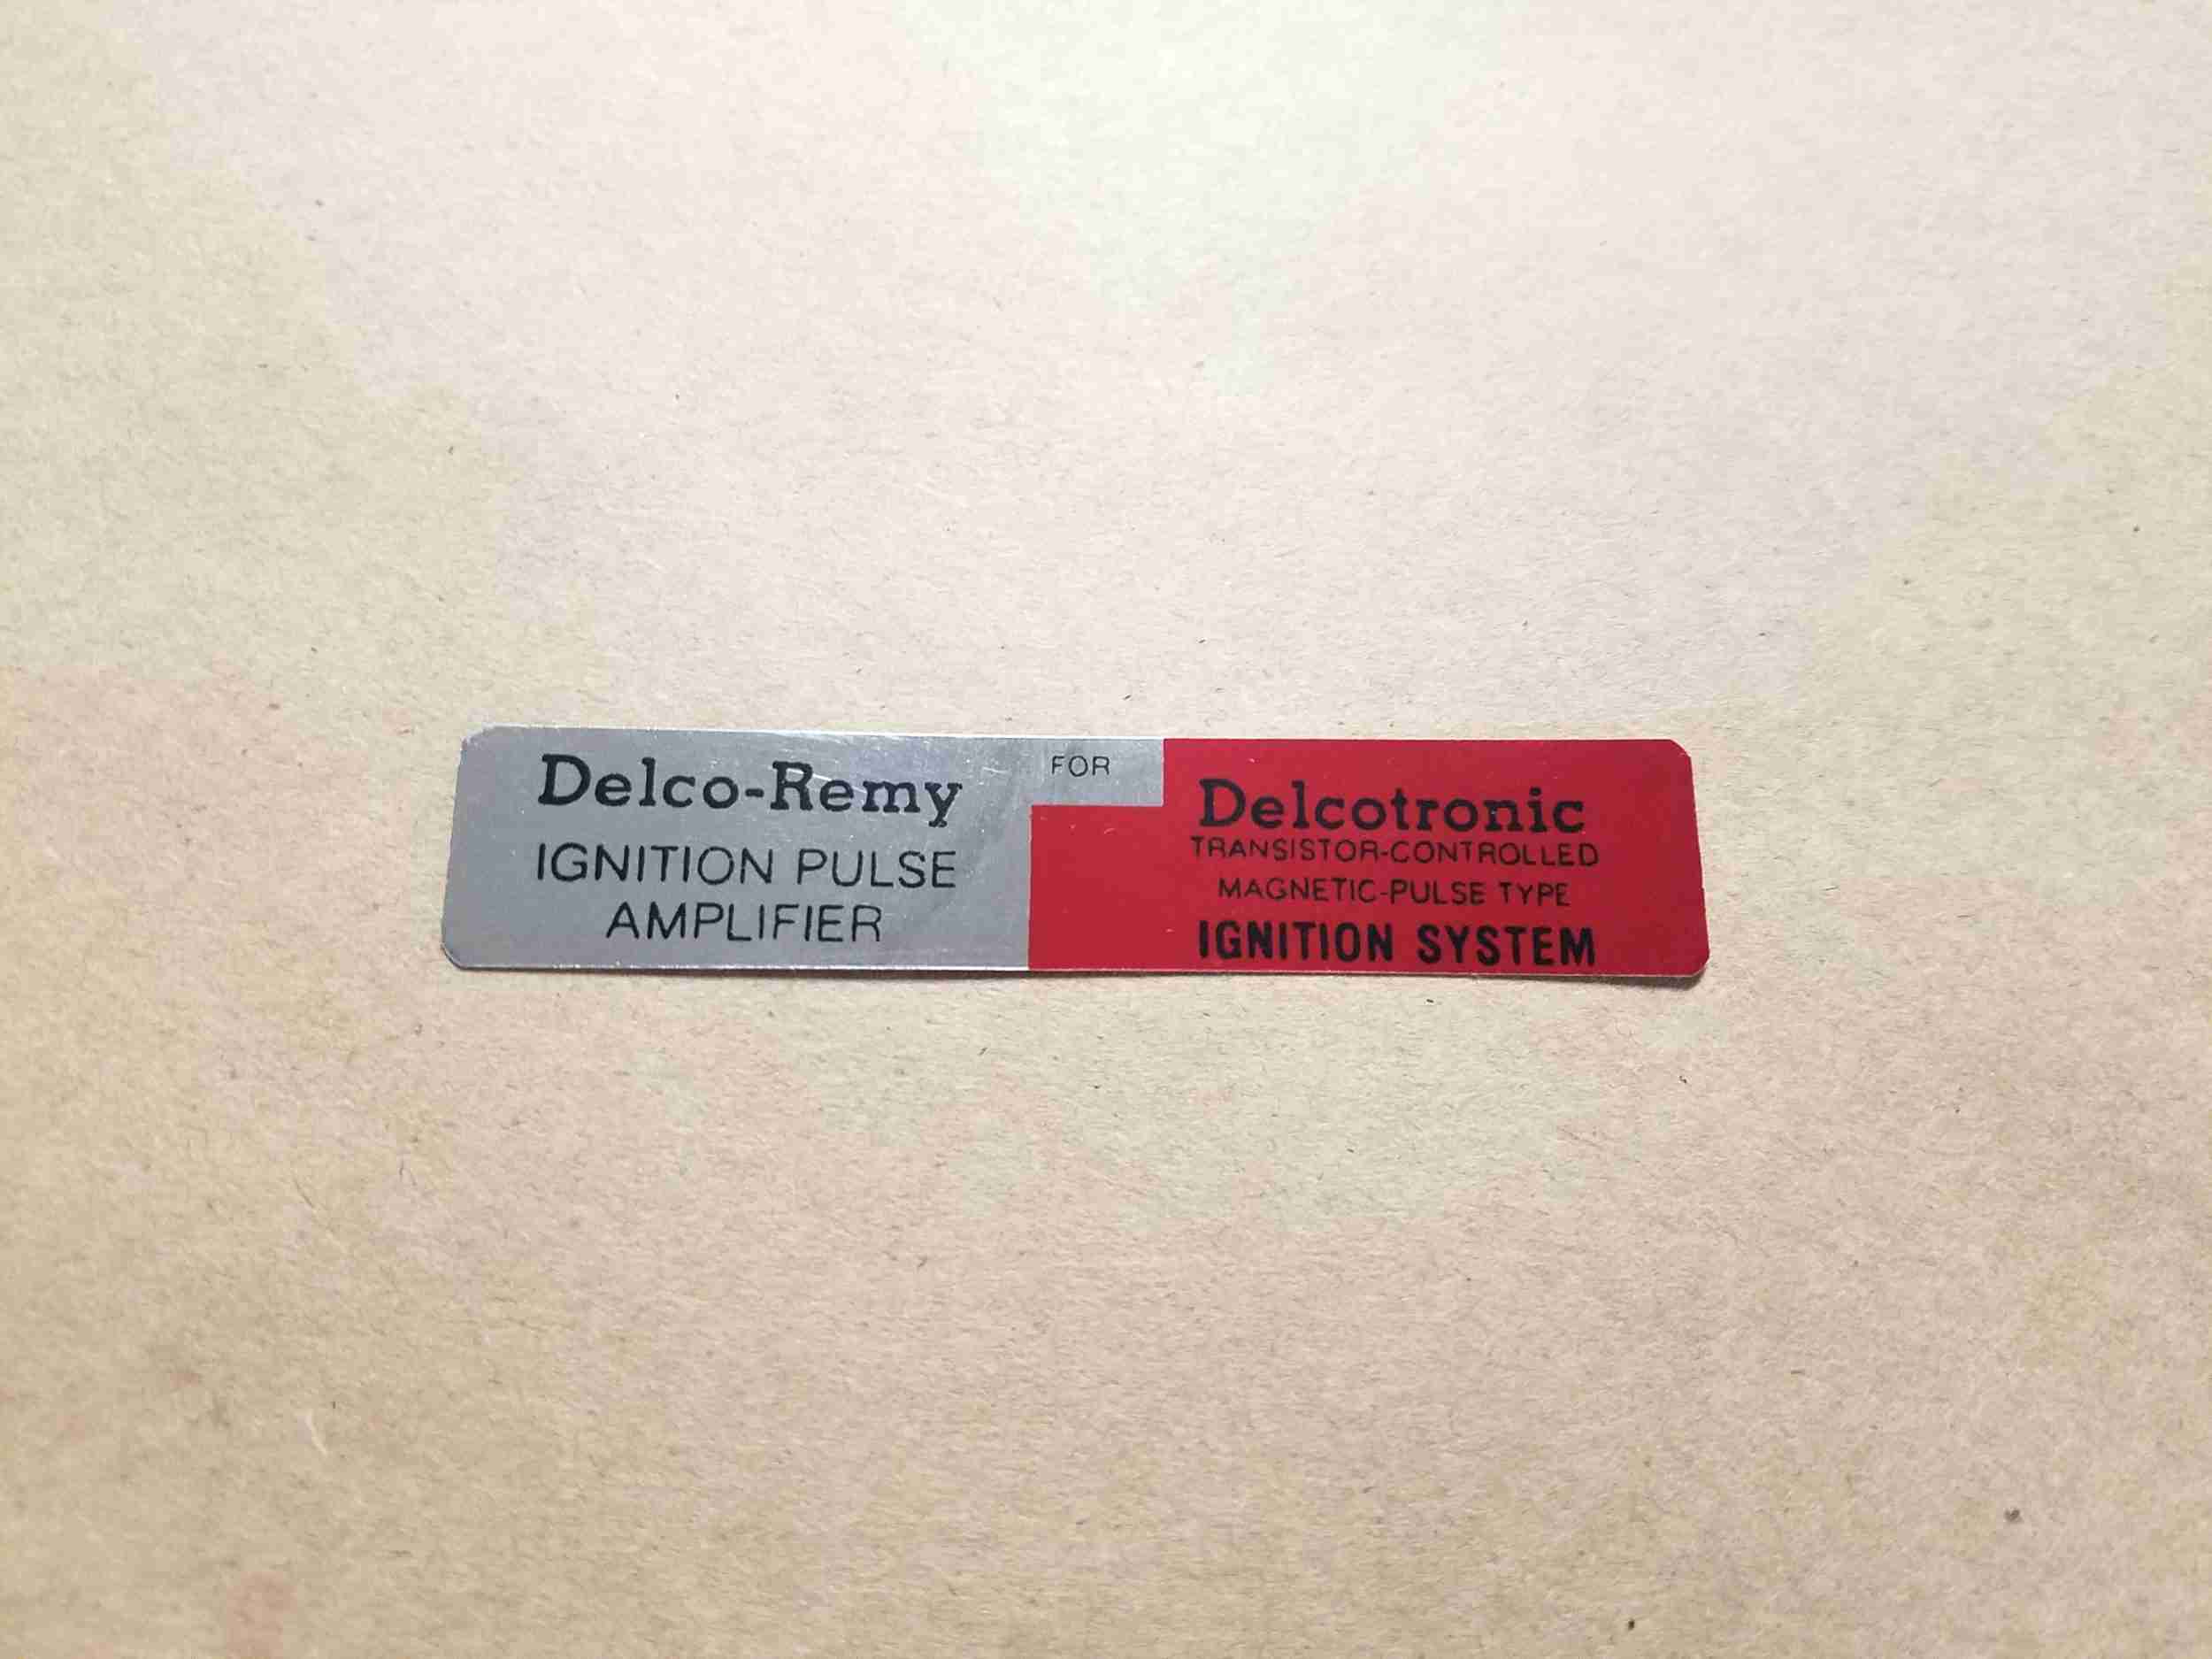 Delco-Remy
IGNITION PULSE
AMPLIFIER
FOR
Delcotronic
TRANSISTOR-CONTROLLED
MAGNETIC-PULSE TYPE
IGNITION SYSTEM